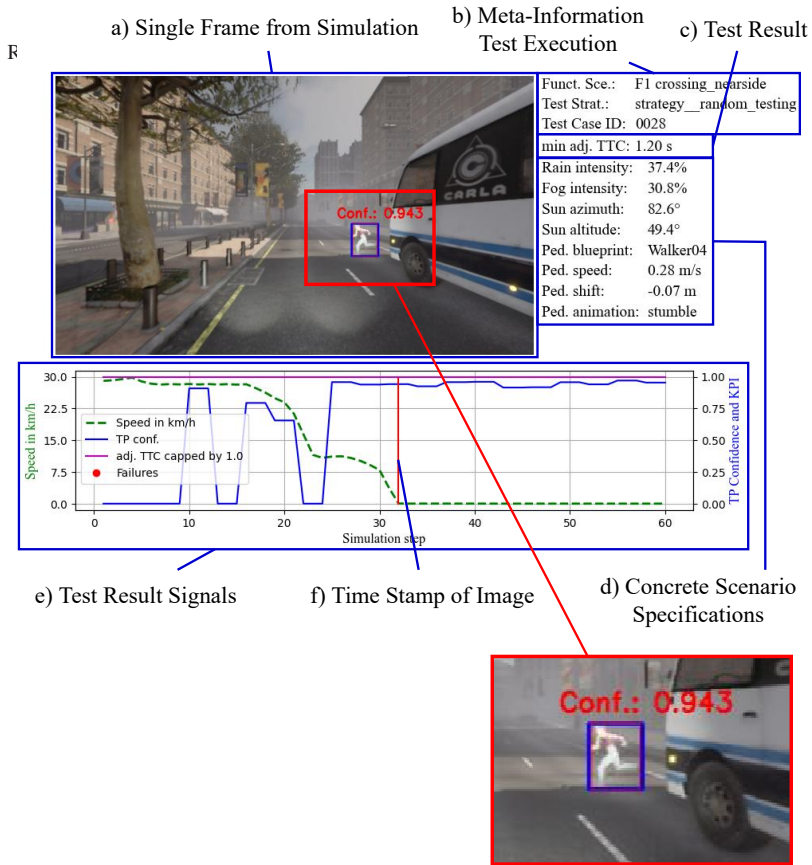 a) Single Frame from Simulation
b) Meta-Information
Test Execution
c) Test Result
R
Funct. Sce.: F1 crossing_nearside
Test Strat.: strategy__random_testing
Test Case ID: 0028
min adj. TTC: 1.20 s
Rain intensity: 37.4%
Fog intensity: 30.8%
Sun azimuth: 82.6°
Sun altitude: 49.4°
Ped. blueprint: Walker04
Ped. speed: 0.28 m/s
Ped. shift: -0.07 m
Ped. animation: stumble
CARLA
Conf.: 0.943
Speed in km/h
30.0
22.5
15.0
7.5
0.0
Speed in km/h
TP conf.
adj. TTC capped by 1.0
Failures
1.00
0.75
0.50
0.25
0.00
TP Confidence and KPI
0 10 20 30 40 50 60
Simulation step
e) Test Result Signals
f) Time Stamp of Image
d) Concrete Scenario
Specifications
Conf.: 0.943